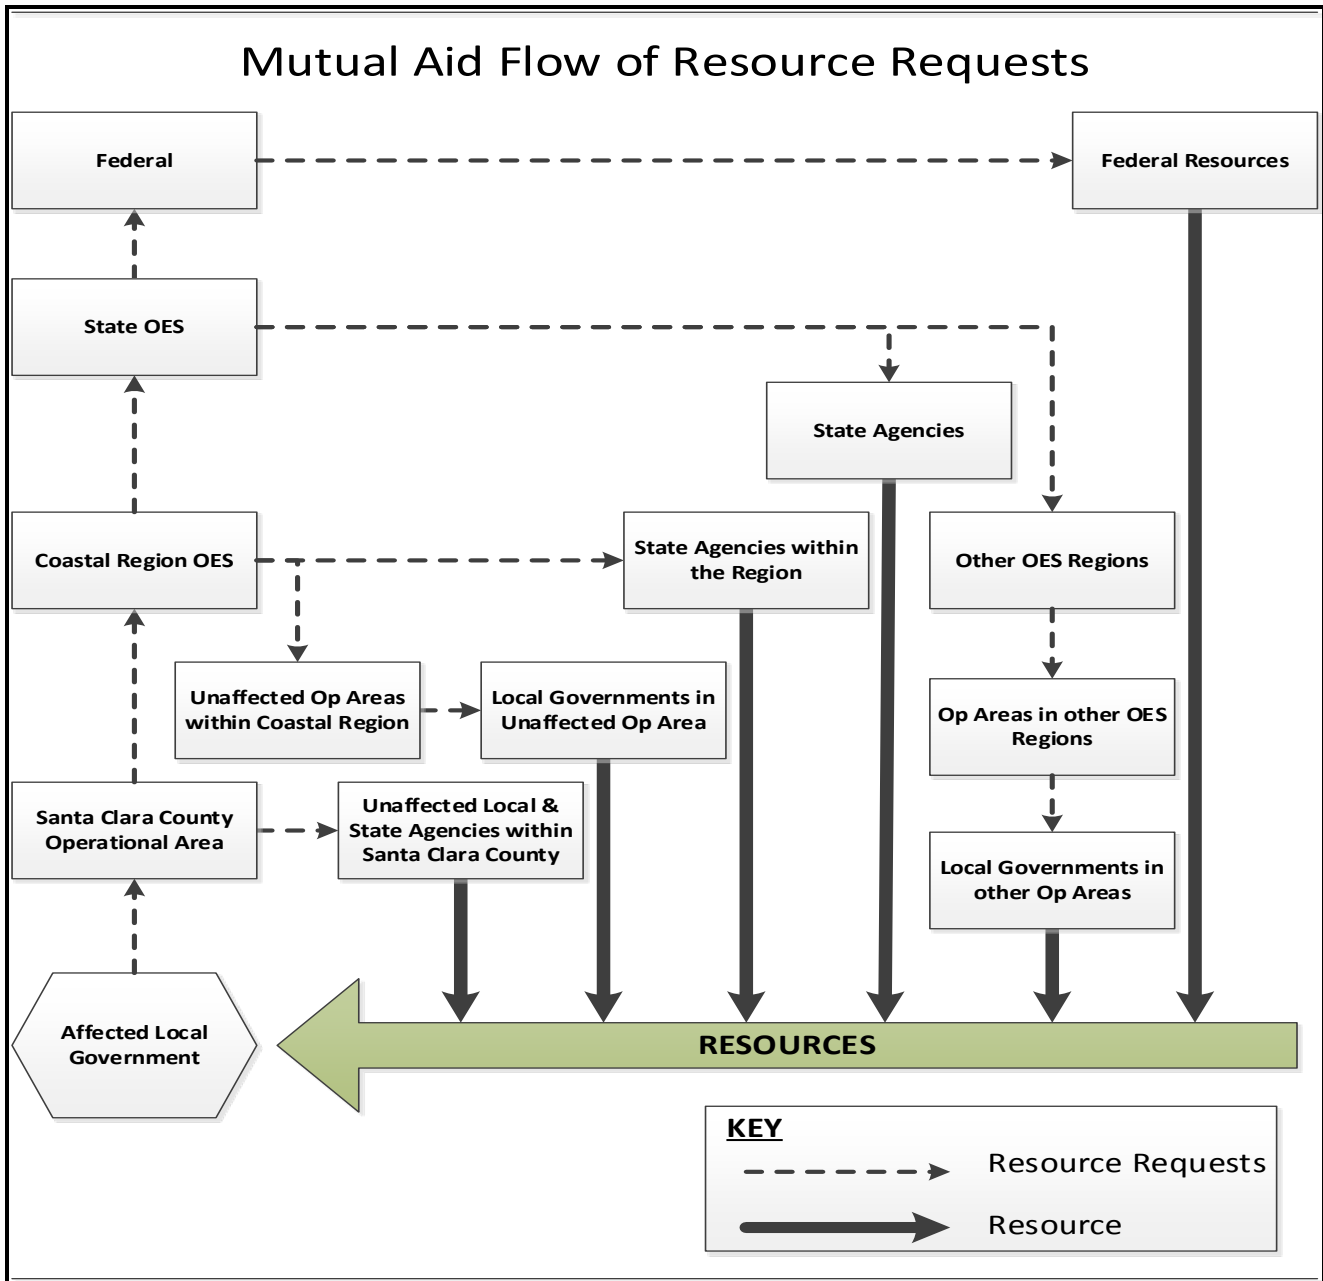 Mutual Aid Flow of Resource Requests
Federal
Federal Resources
State OES
State Agencies
Coastal Region OES
State Agencies within
the Region
Other OES Regions
Unaffected Op Areas
within Coastal Region
Local Governments in
Unaffected Op Area
Op Areas in other OES
Regions
Santa Clara County
Operational Area
Unaffected Local &
State Agencies within
Santa Clara County
Local Governments in
other Op Areas
Affected Local
Government
RESOURCES
KEY
Resource Requests
Resource